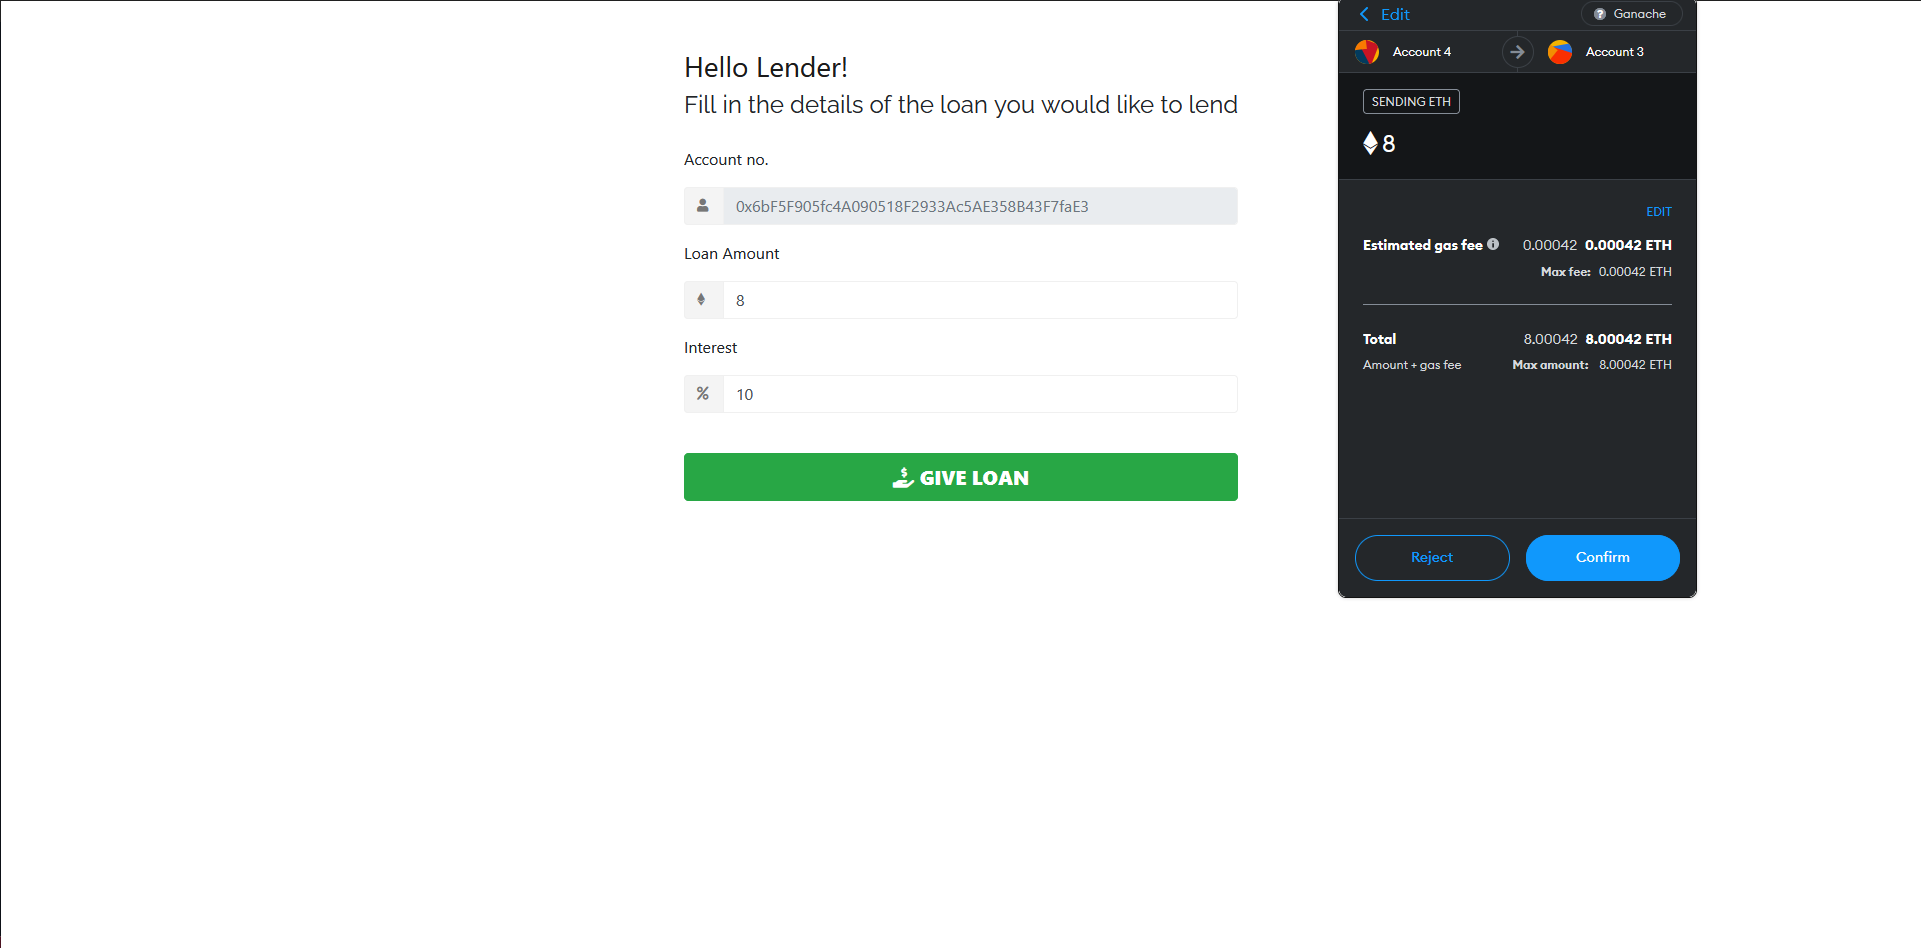 Hello Lender!
Fill in the details of the loan you would like to lend
Account no.
0x6bF5F905fc4A090518F2933Ac5AE358B43F7faE3
Loan Amount
8
Interest
%
10
GIVE LOAN
Edit
Ganache
Account 4
Account 3
SENDING ETH
8
EDIT
Estimated gas fee 0.00042 0.00042 ETH
Max fee: 0.00042 ETH
Total 8.00042 8.00042 ETH
Amount + gas fee Max amount: 8.00042 ETH
Reject
Confirm